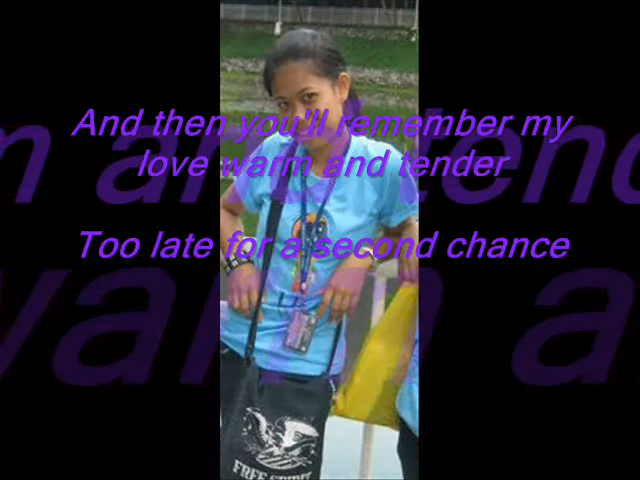 And then you'll remember my
love warm and tender
Too late for a second chance
FREE SPIRIT